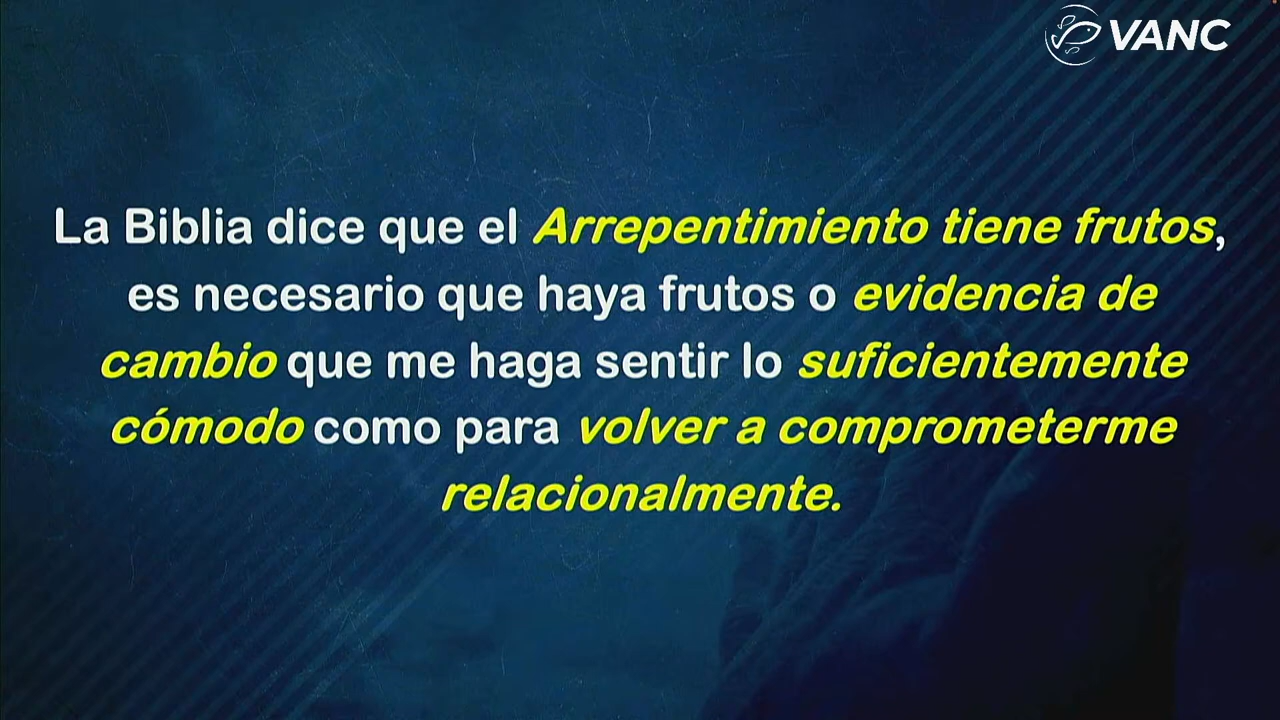 VANC
La Biblia dice que el Arrepentimiento tiene frutos,
es necesario que haya frutos o evidencia de
cambio que me haga sentir lo suficientemente
cómodo como para volver a comprometerme
relacionalmente.